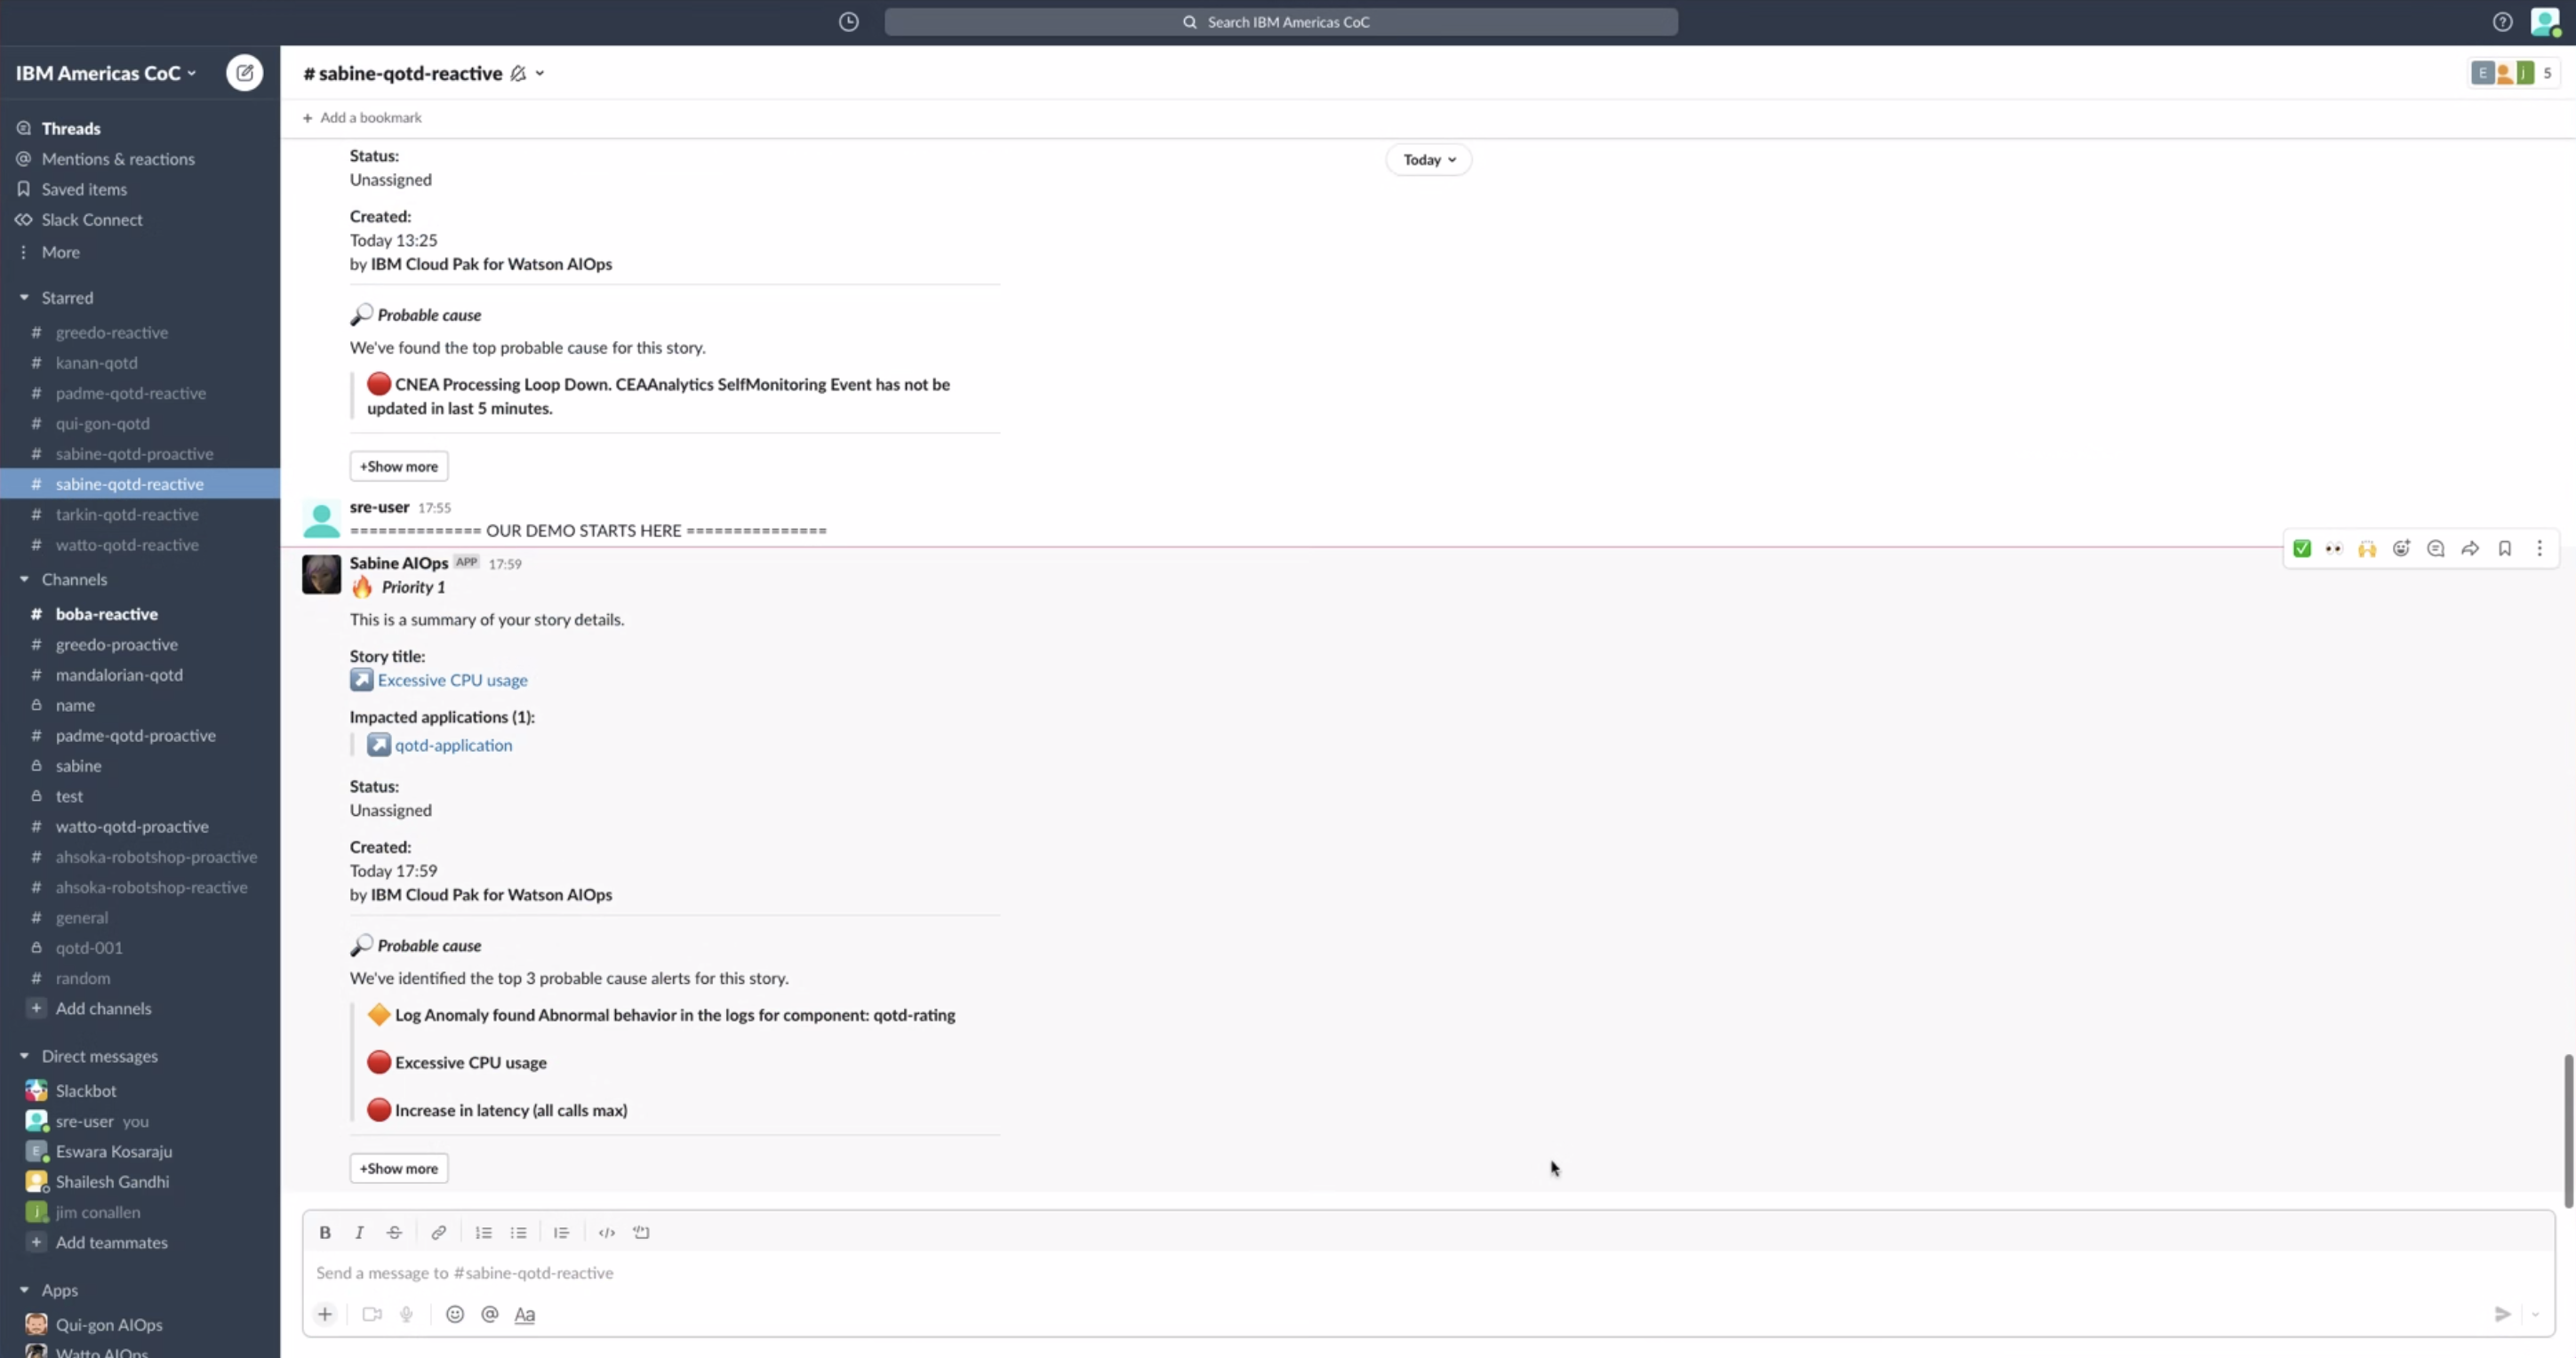 Search IBM Americas CoC
IBM Americas CoC
Threads
Mentions & reactions
Saved items
Slack Connect
More
Starred
# greedo-reactive
# kanan-qotd
# padme-qotd-reactive
# qui-gon-qotd
# sabine-qotd-proactive
# sabine-qotd-reactive
# tarkin-qotd-reactive
# watto-qotd-reactive
Channels
# boba-reactive
# greedo-proactive
# mandalorian-qotd
name
# padme-qotd-proactive
sabine
test
# watto-qotd-proactive
# ahsoka-robotshop-proactive
# ahsoka-robotshop-reactive
# general
qotd-001
# random
+ Add channels
Direct messages
Slackbot
sre-user you
E Eswara Kosaraju
Shailesh Gandhi
j jim conallen
+ Add teammates
Apps
Qui-gon AIOps
Watto AIOps
# sabine-qotd-reactive
E j 5
+ Add a bookmark
Today
Status:
Unassigned
Created:
Today 13:25
by IBM Cloud Pak for Watson AIOps
Probable cause
We've found the top probable cause for this story.
CNEA Processing Loop Down. CEAAnalytics SelfMonitoring Event has not be
updated in last 5 minutes.
+Show more
sre-user 17:55
============== OUR DEMO STARTS HERE ===============
Sabine AIOps APP 17:59
Priority 1
This is a summary of your story details.
Story title:
Excessive CPU usage
Impacted applications (1):
qotd-application
Status:
Unassigned
Created:
Today 17:59
by IBM Cloud Pak for Watson AIOps
Probable cause
We've identified the top 3 probable cause alerts for this story.
Log Anomaly found Abnormal behavior in the logs for component: qotd-rating
Excessive CPU usage
Increase in latency (all calls max)
+Show more
B I S
Send a message to #sabine-qotd-reactive
+ @ Aa